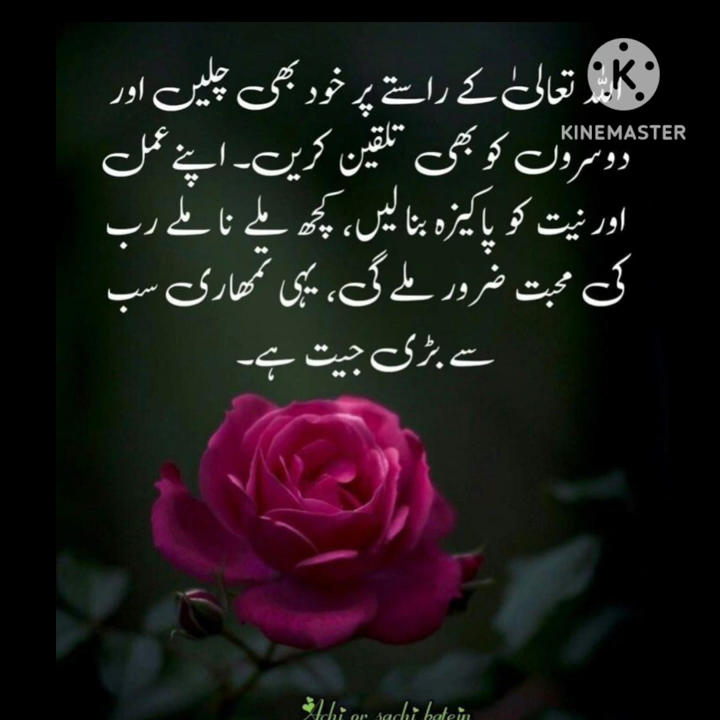 اللہ تعالیٰ کے راستے پر خود بھی چلیں اور
KINEMASTER
دوسروں کو بھی تلقین کریں۔ اپنے عمل
اور نیت کو پاکیزہ بنا لیں، کچھ ملے نا ملے رب
کی محبت ضرور ملے گی، یہی تمھاری سب
سے بڑی جیت ہے۔
Achi or sachi batein